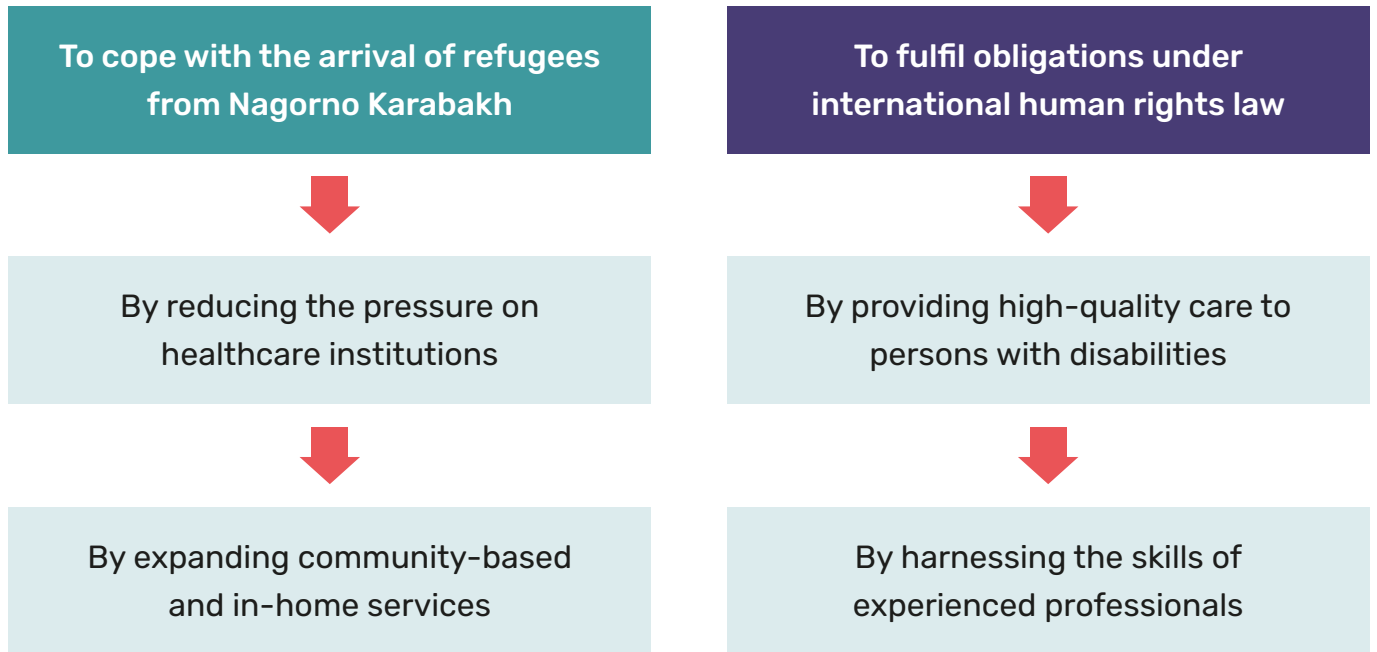 To cope with the arrival of refugees
from Nagorno Karabakh
By reducing the pressure on
healthcare institutions
By expanding community-based
and in-home services
To fulfil obligations under
international human rights law
By providing high-quality care to
persons with disabilities
By harnessing the skills of
experienced professionals